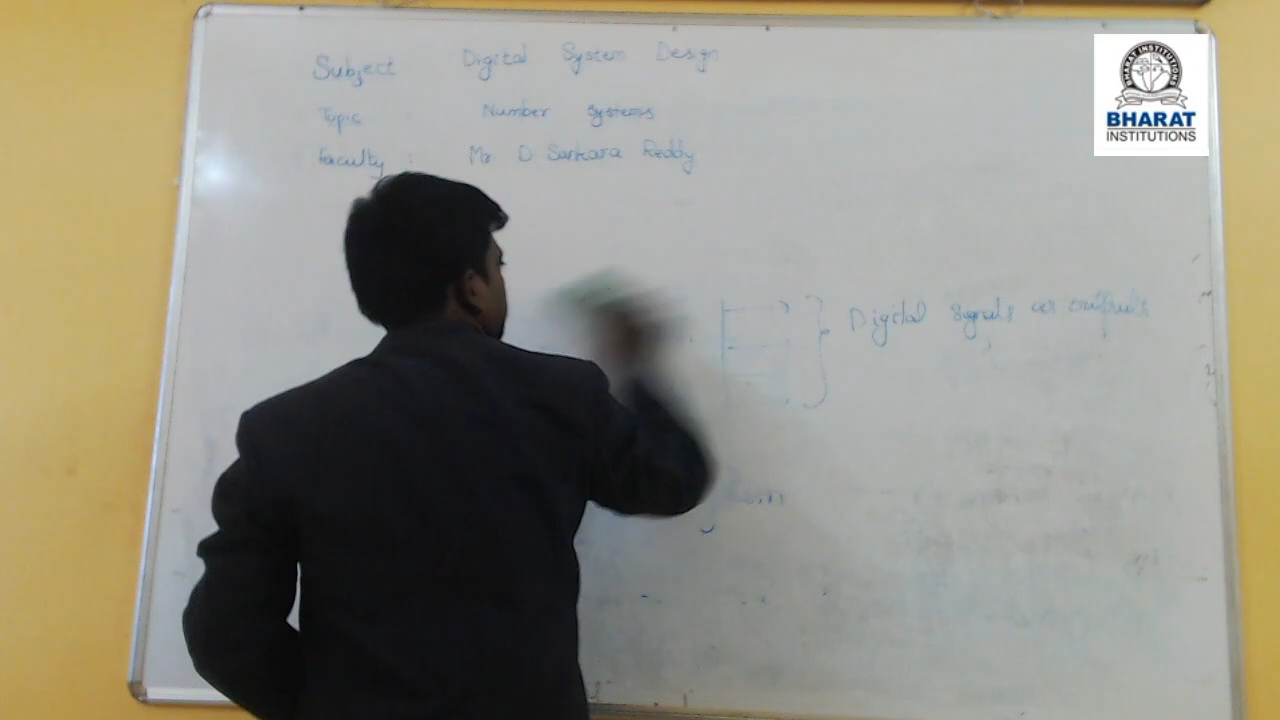 Subject Digital System Design
Topic : Number Systems
Faculty : Mr D Sankara Reddy
Digital Signals as outputs
BHARAT INSTITUTIONS
BHARAT
INSTITUTIONS